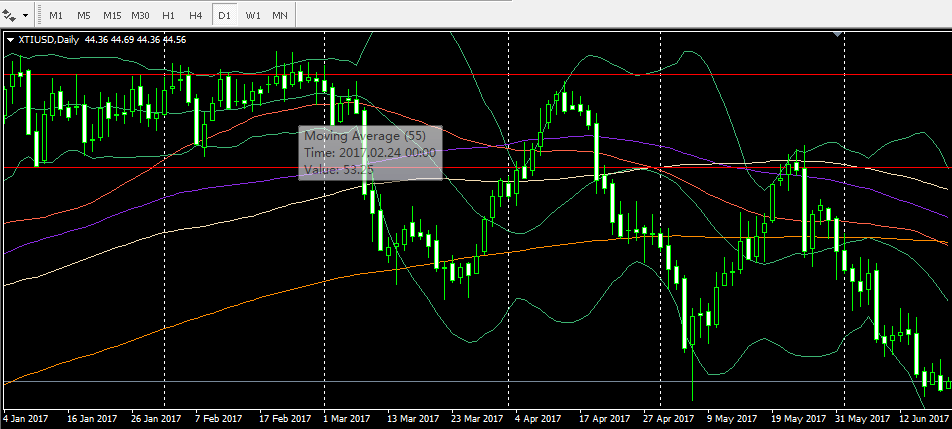 M1 M5 M15 M30 H1 H4 D1 W1 MN
XTIUSD,Daily 44.36 44.69 44.36 44.56
Moving Average (55)
Time: 2017.02.24 00:00
Value: 53.25
4 Jan 2017 16 Jan 2017 26 Jan 2017 7 Feb 2017 17 Feb 2017 1 Mar 2017 13 Mar 2017 23 Mar 2017 4 Apr 2017 17 Apr 2017 27 Apr 2017 9 May 2017 19 May 2017 31 May 2017 12 Jun 2017